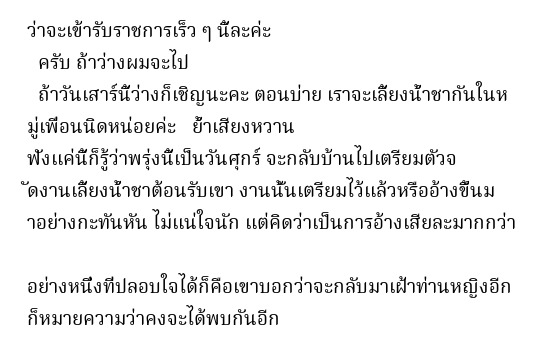 ว่าจะเข้ารับราชการเร็ว ๆ นี้ละค่ะ
ครับ ถ้าว่างผมจะไป
ถ้าวันเสาร์นี้ว่างก็เชิญนะคะ ตอนบ่าย เราจะเลี้ยงน้ำชากันในห
มู่เพื่อนนิดหน่อยค่ะ ย้ำเสียงหวาน
ฟังแค่นี้ก็รู้ว่าพรุ่งนี้เป็นวันศุกร์ จะกลับบ้านไปเตรียมตัวจ
ัดงานเลี้ยงน้ำชาต้อนรับเขา งานนั้นเตรียมไว้แล้วหรืออ้างขึ้นม
าอย่างกะทันหัน ไม่แน่ใจนัก แต่คิดว่าเป็นการอ้างเสียละมากกว่า
อย่างหนึ่งที่ปลอบใจได้ก็คือเขาบอกว่าจะกลับมาเฝ้าท่านหญิงอีก
ก็หมายความว่าคงจะได้พบกันอีก